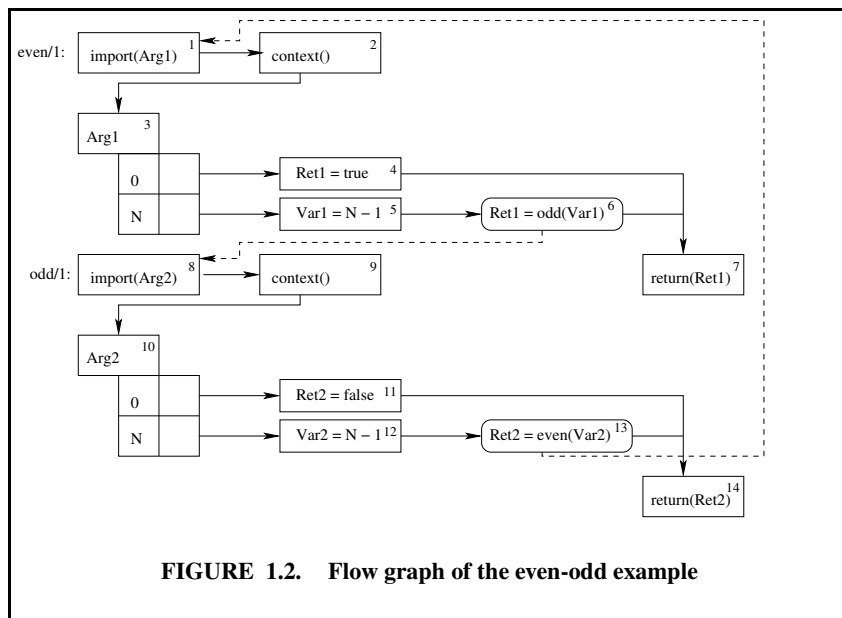 even/1:
import(Arg1) 1
context() 2
Arg1 3
0
Ret1 = true 4
N
Var1 = N − 1 5
Ret1 = odd(Var1) 6
return(Ret1) 7
odd/1:
import(Arg2) 8
context() 9
Arg2 10
0
Ret2 = false 11
N
Var2 = N − 1 12
Ret2 = even(Var2) 13
return(Ret2) 14
FIGURE 1.2. Flow graph of the even-odd example